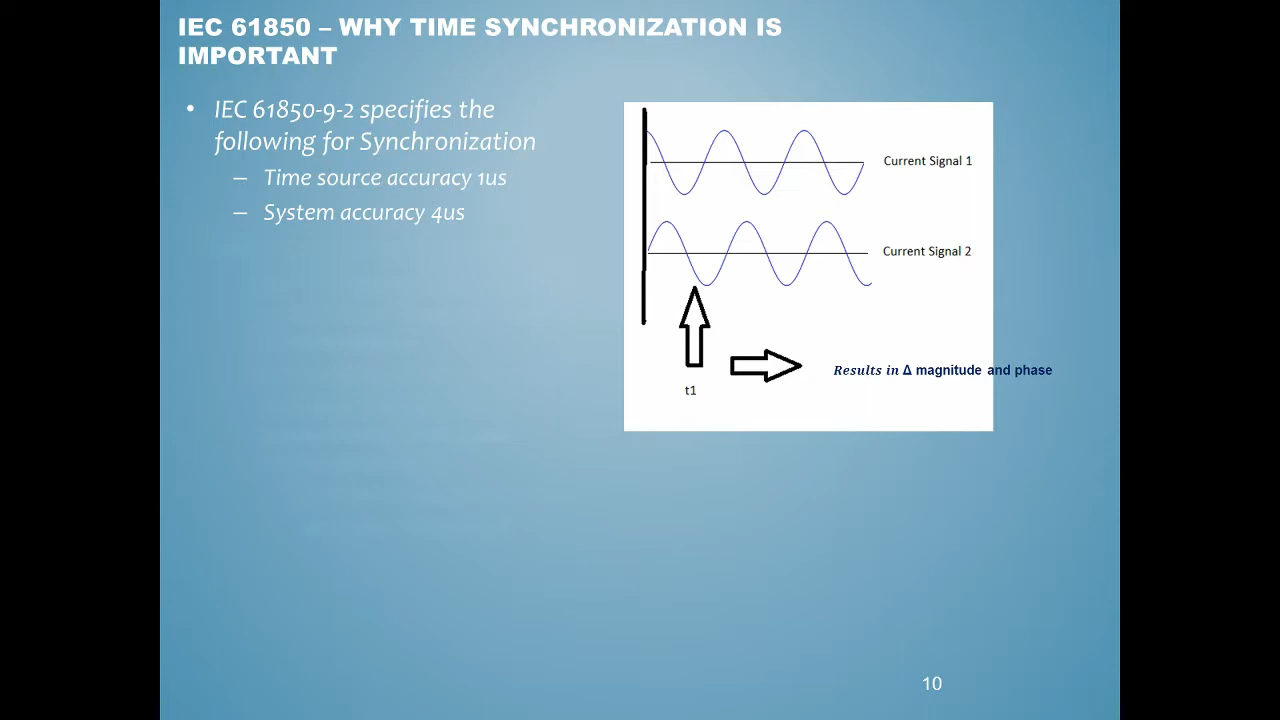 IEC 61850 – WHY TIME SYNCHRONIZATION IS
IMPORTANT
• IEC 61850-9-2 specifies the
following for Synchronization
– Time source accuracy 1us
– System accuracy 4us
Current Signal 1
Current Signal 2
t1
Results in Δ magnitude and phase
10